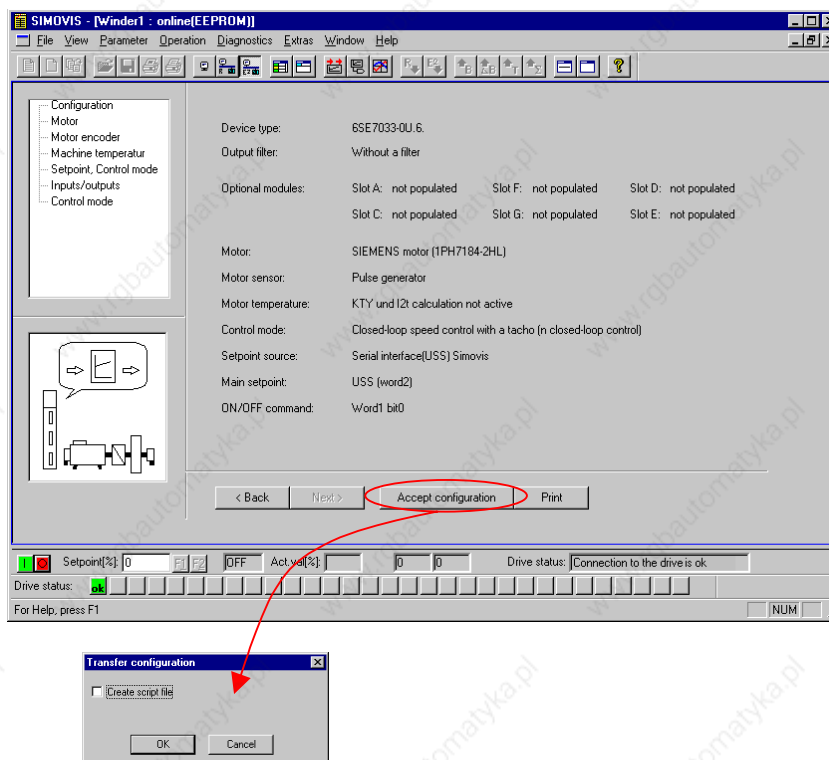 SIMOVIS - [Winder1 : online(EEPROM)]
File View Parameter Operation Diagnostics Extras Window Help
Configuration
Motor
Motor encoder
Machine temperatur
Setpoint, Control mode
Inputs/outputs
Control mode
Device type: 6SE7033-0U.6.
Output filter: Without a filter
Optional modules: Slot A: not populated Slot F: not populated Slot D: not populated
Slot C: not populated Slot G: not populated Slot E: not populated
Motor: SIEMENS motor (1PH7184-2HL)
Motor sensor: Pulse generator
Motor temperature: KTY und I2t calculation not active
Control mode: Closed-loop speed control with a tacho (n closed-loop control)
Setpoint source: Serial interface(USS) Simovis
Main setpoint: USS (word2)
ON/OFF command: Word1 bit0
< Back Next > Accept configuration Print
Setpoint[%]: 0 F1 F2 OFF Act.val[%]: 0 0 Drive status: Connection to the drive is ok
Drive status: ok
For Help, press F1 NUM
Transfer configuration
Create script file
OK Cancel
www.rgbautomatyka.pl